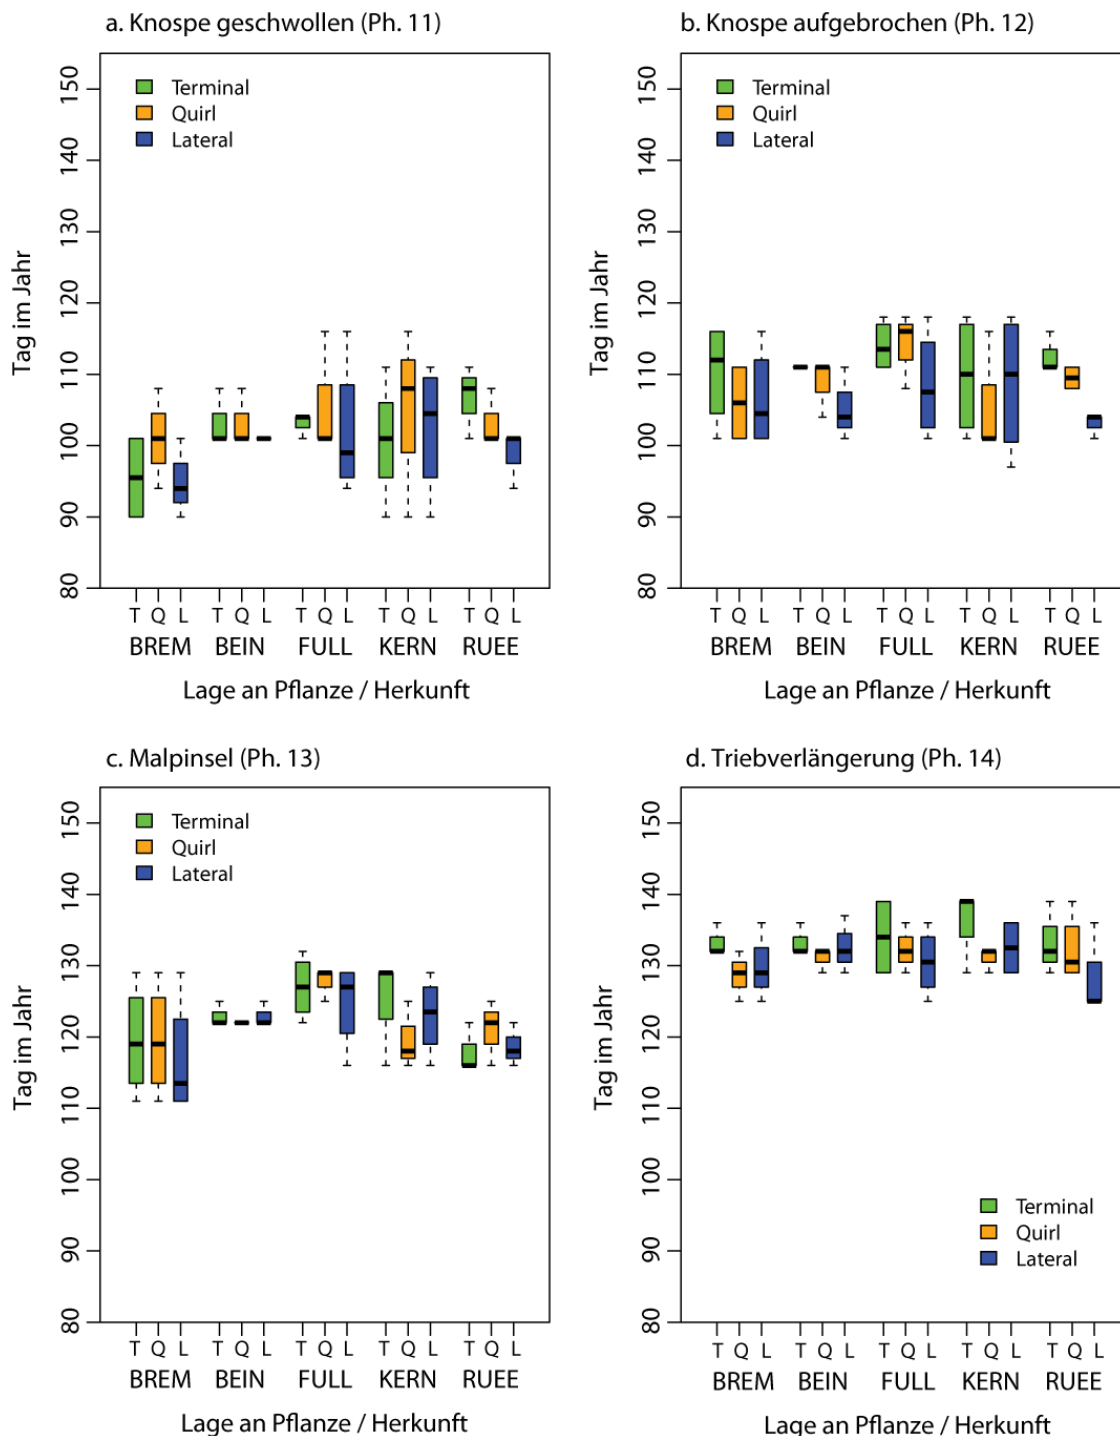 a. Knospe geschwollen (Ph. 11)
Terminal
Quirl
Lateral
Tag im Jahr
150
140
130
120
110
100
90
80
T Q L T Q L T Q L T Q L T Q L
BREM BEIN FULL KERN RUEE
Lage an Pflanze / Herkunft
b. Knospe aufgebrochen (Ph. 12)
Terminal
Quirl
Lateral
Tag im Jahr
150
140
130
120
110
100
90
80
T Q L T Q L T Q L T Q L T Q L
BREM BEIN FULL KERN RUEE
Lage an Pflanze / Herkunft
c. Malpinsel (Ph. 13)
Terminal
Quirl
Lateral
Tag im Jahr
150
140
130
120
110
100
90
80
T Q L T Q L T Q L T Q L T Q L
BREM BEIN FULL KERN RUEE
Lage an Pflanze / Herkunft
d. Triebverlängerung (Ph. 14)
Tag im Jahr
150
140
130
120
110
100
90
80
Terminal
Quirl
Lateral
T Q L T Q L T Q L T Q L T Q L
BREM BEIN FULL KERN RUEE
Lage an Pflanze / Herkunft